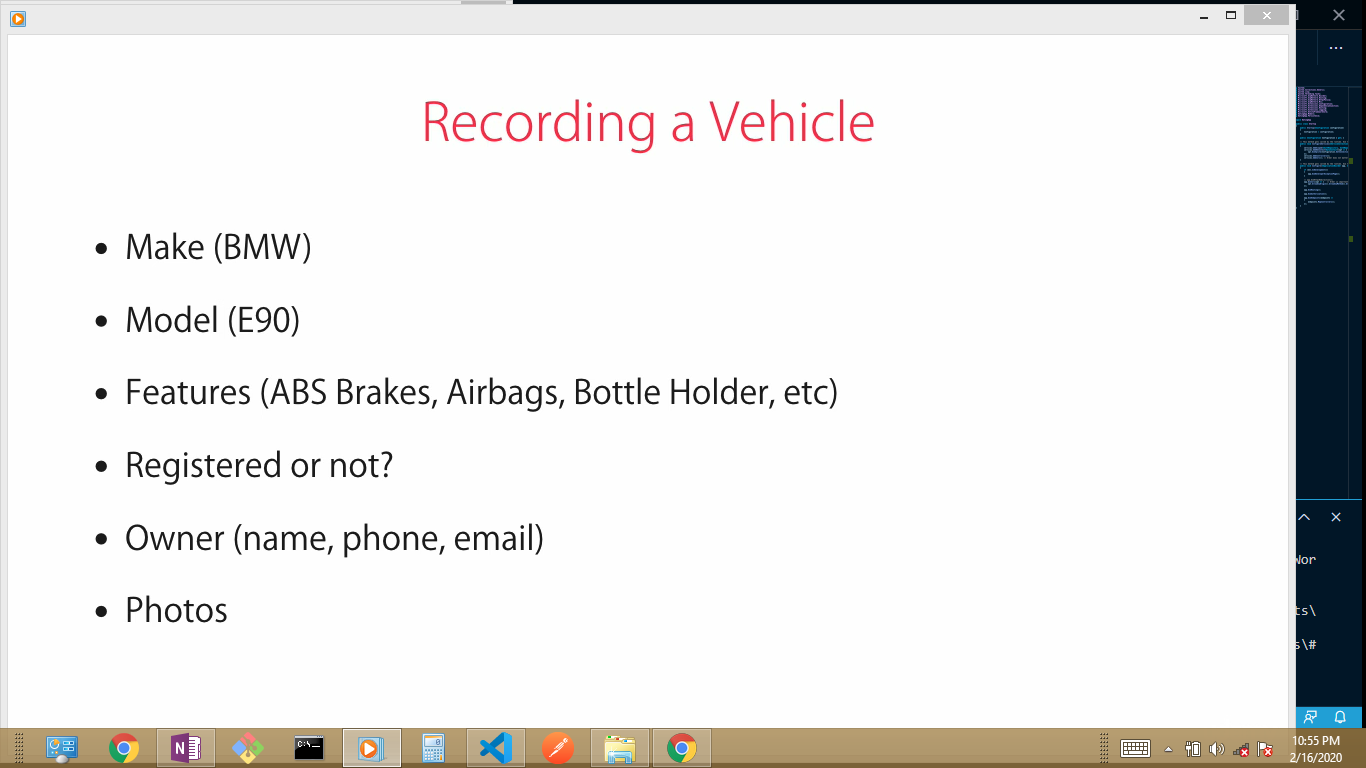 Recording a Vehicle
• Make (BMW)
• Model (E90)
• Features (ABS Brakes, Airbags, Bottle Holder, etc)
• Registered or not?
• Owner (name, phone, email)
• Photos
Wor
ts\
s\#
10:55 PM
2/16/2020